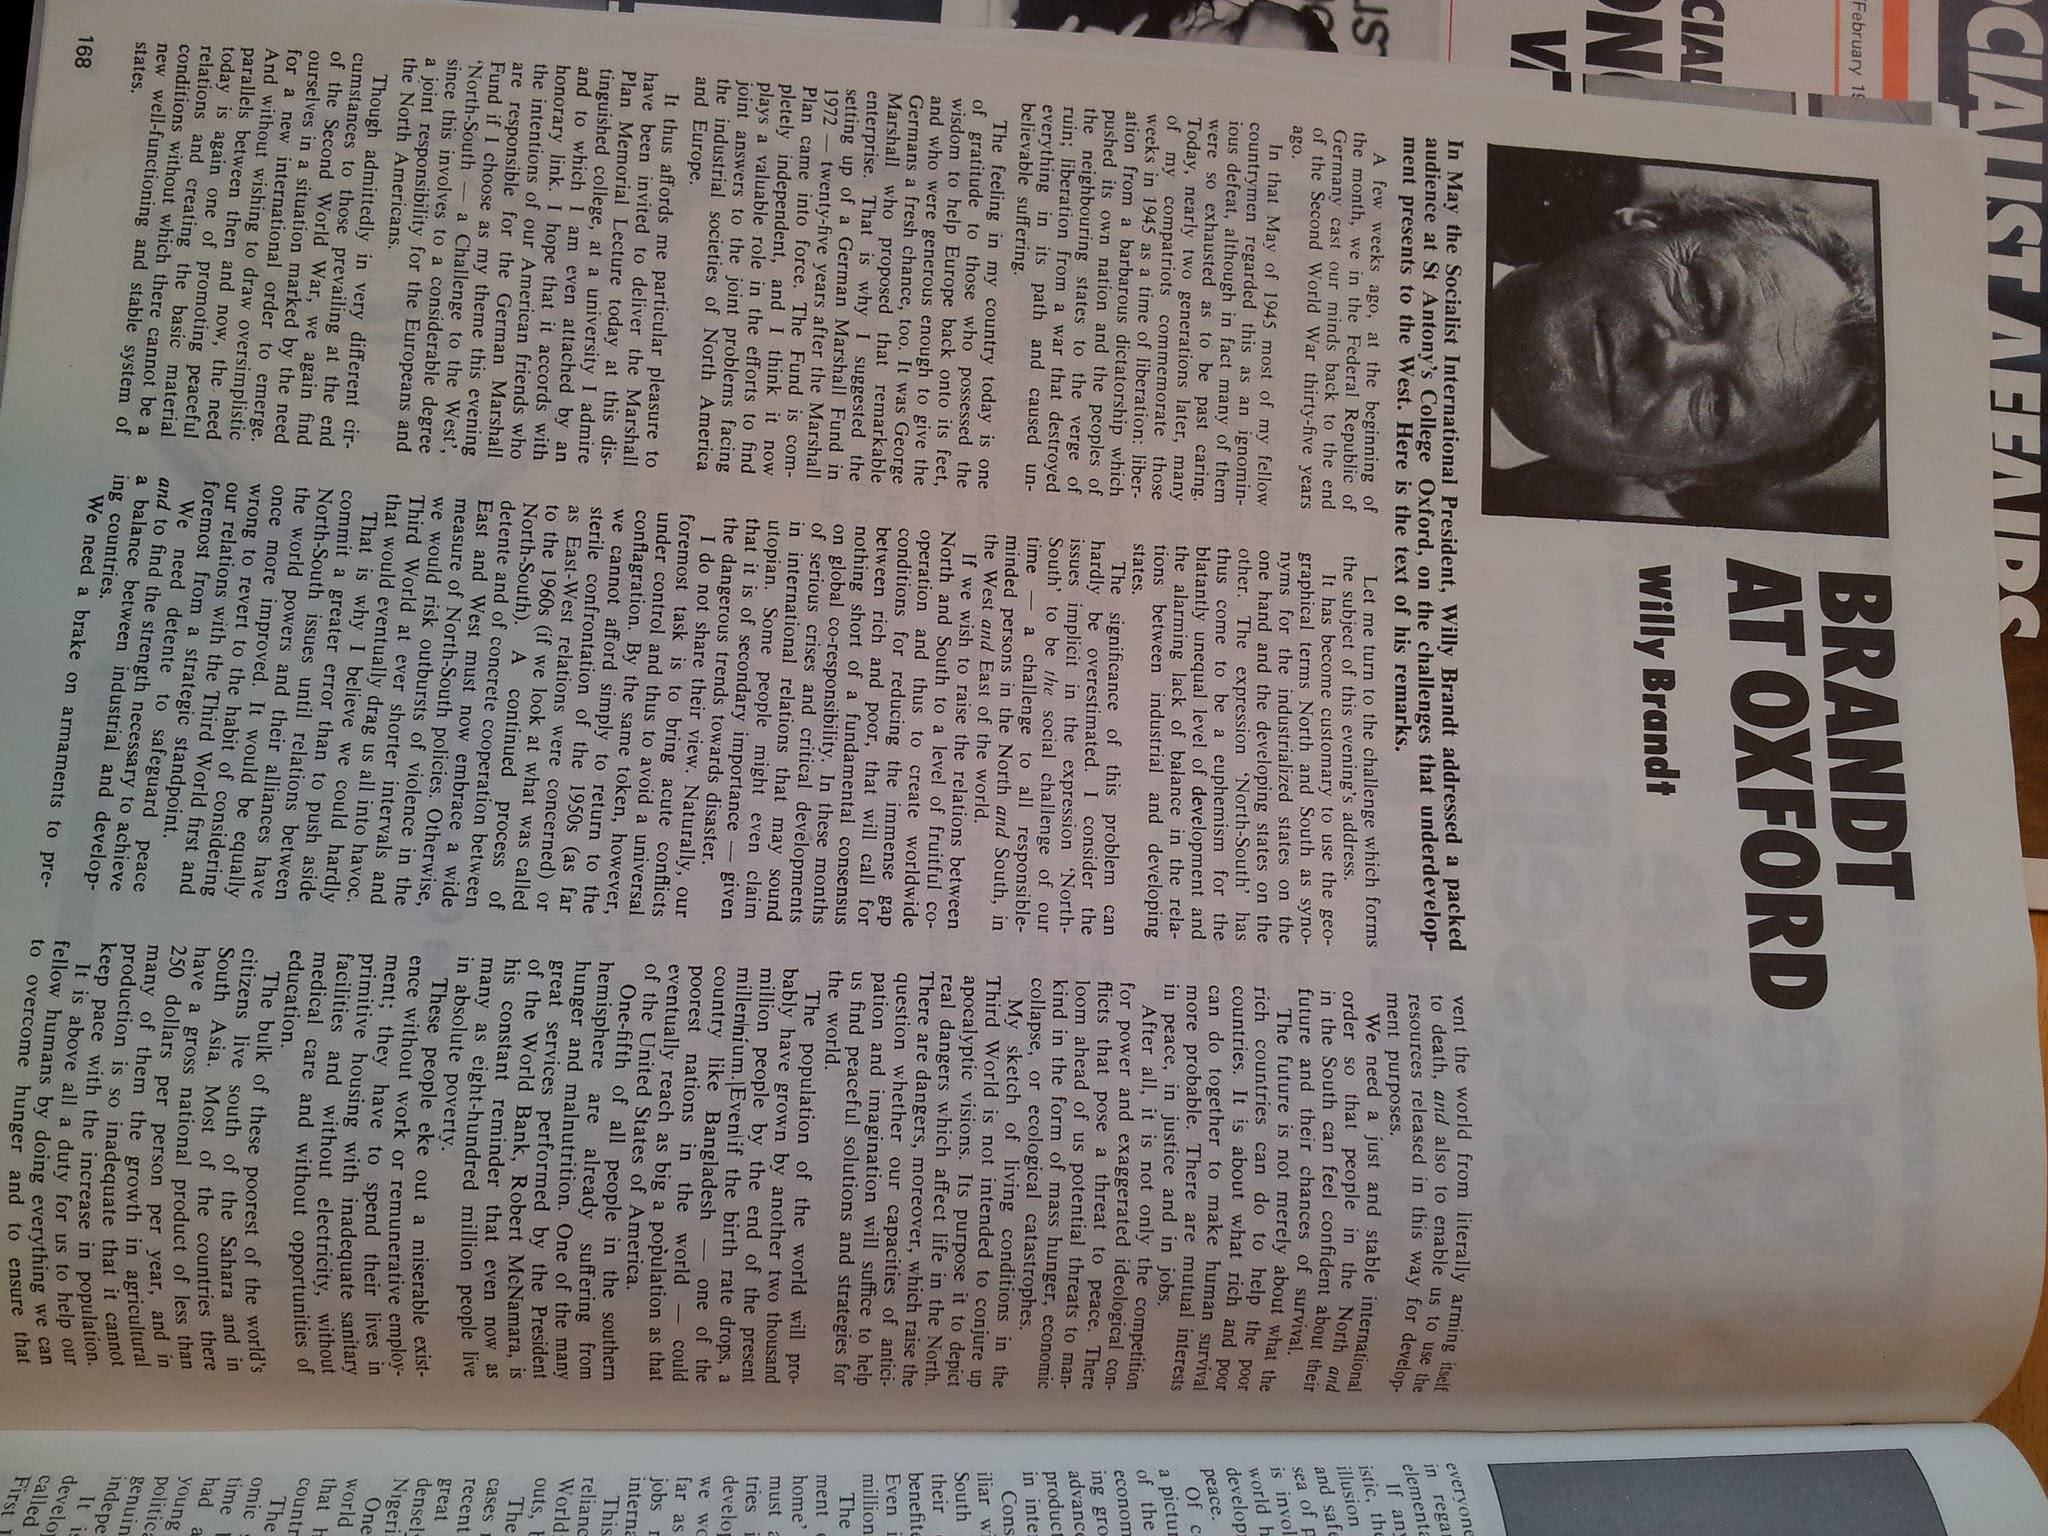 BRANDT
AT OXFORD
Willy Brandt
In May the Socialist International President, Willy Brandt addressed a packed
audience at St Antony's College Oxford, on the challenges that underdevelop-
ment presents to the West. Here is the text of his remarks.
A few weeks ago, at the beginning of
the month, we in the Federal Republic of
Germany cast our minds back to the end
of the Second World War thirty-five years
ago.
In that May of 1945 most of my fellow
countrymen regarded this as an ignomin-
ious defeat, although in fact many of them
were so exhausted as to be past caring.
Today, nearly two generations later, many
of my compatriots commemorate those
weeks in 1945 as a time of liberation: liber-
ation from a barbarous dictatorship which
pushed its own nation and the peoples of
the neighbouring states to the verge of
ruin; liberation from a war that destroyed
everything in its path and caused un-
believable suffering.
The feeling in my country today is one
of gratitude to those who possessed the
wisdom to help Europe back onto its feet,
and who were generous enough to give the
Germans a fresh chance, too. It was George
Marshall who proposed that remarkable
enterprise. That is why I suggested the
setting up of a German Marshall Fund in
1972 — twenty-five years after the Marshall
Plan came into force. The Fund is com-
pletely independent, and I think it now
plays a valuable role in the efforts to find
joint answers to the joint problems facing
the industrial societies of North America
and Europe.
It thus affords me particular pleasure to
have been invited to deliver the Marshall
Plan Memorial Lecture today at this dis-
tinguished college, at a university I admire
and to which I am even attached by an
honorary link. I hope that it accords with
the intentions of our American friends who
are responsible for the German Marshall
Fund if I choose as my theme this evening
'North-South — a Challenge to the West',
since this involves to a considerable degree
a joint responsibility for the Europeans and
the North Americans.
Though admittedly in very different cir-
cumstances to those prevailing at the end
of the Second World War, we again find
ourselves in a situation marked by the need
for a new international order to emerge.
And without wishing to draw oversimplistic
parallels between then and now, the need
today is again one of promoting peaceful
relations and creating the basic material
conditions without which there cannot be a
new well-functioning and stable system of
states.
168
Let me turn to the challenge which forms
the subject of this evening's address.
It has become customary to use the geo-
graphical terms North and South as syno-
nyms for the industrialized states on the
one hand and the developing states on the
other. The expression 'North-South' has
thus come to be a euphemism for the
blatantly unequal level of development and
the alarming lack of balance in the rela-
tions between industrial and developing
states.
The significance of this problem can
hardly be overestimated. I consider the
issues implicit in the expression 'North-
South' to be the social challenge of our
time — a challenge to all responsible-
minded persons in the North and South, in
the West and East of the world.
If we wish to raise the relations between
North and South to a level of fruitful co-
operation and thus to create worldwide
conditions for reducing the immense gap
between rich and poor, that will call for
nothing short of a fundamental consensus
on global co-responsibility. In these months
of serious crises and critical developments
in international relations that may sound
utopian. Some people might even claim
that it is of secondary importance — given
the dangerous trends towards disaster.
I do not share their view. Naturally, our
foremost task is to bring acute conflicts
under control and thus to avoid a universal
conflagration. By the same token, however,
we cannot afford simply to return to the
sterile confrontation of the 1950s (as far
as East-West relations were concerned) or
to the 1960s (if we look at what was called
North-South). A continued process of
detente and of concrete cooperation between
East and West must now embrace a wide
measure of North-South policies. Otherwise,
we would risk outbursts of violence in the
Third World at ever shorter intervals and
that would eventually drag us all into havoc.
That is why I believe we could hardly
commit a greater error than to push aside
North-South issues until relations between
the world powers and their alliances have
once more improved. It would be equally
wrong to revert to the habit of considering
our relations with the Third World first and
foremost from a strategic standpoint.
We need detente to safeguard peace
and to find the strength necessary to achieve
a balance between industrial and develop-
ing countries.
We need a brake on armaments to pre-
vent the world from literally arming itself
to death, and also to enable us to use the
resources released in this way for develop-
ment purposes.
We need a just and stable international
order so that people in the North and
in the South can feel confident about their
future and their chances of survival.
The future is not merely about what the
rich countries can do to help the poor
countries. It is about what rich and poor
can do together to make human survival
more probable. There are mutual interests
in peace, in justice and in jobs.
After all, it is not only the competition
for power and exaggerated ideological con-
flicts that pose a threat to peace. There
loom ahead of us potential threats to man-
kind in the form of mass hunger, economic
collapse, or ecological catastrophes.
My sketch of living conditions in the
Third World is not intended to conjure up
apocalyptic visions. Its purpose it to depict
real dangers which affect life in the North.
There are dangers, moreover, which raise the
question whether our capacities of antici-
pation and imagination will suffice to help
us find peaceful solutions and strategies for
the world.
The population of the world will pro-
bably have grown by another two thousand
million people by the end of the present
millennium. Even if the birth rate drops, a
country like Bangladesh — one of the
poorest nations in the world — could
eventually reach as big a population as that
of the United States of America.
One-fifth of all people in the southern
hemisphere are already suffering from
hunger and malnutrition. One of the many
great services performed by the President
of the World Bank, Robert McNamara, is
his constant reminder that even now as
many as eight-hundred million people live
in absolute poverty.
These people eke out a miserable exist-
ence without work or remunerative employ-
ment; they have to spend their lives in
primitive housing with inadequate sanitary
facilities and without electricity, without
medical care and without opportunities of
education.
The bulk of these poorest of the world's
citizens live south of the Sahara and in
South Asia. Most of the countries there
have a gross national product of less than
250 dollars per person per year, and in
many of them the growth in agricultural
production is so inadequate that it cannot
keep pace with the increase in population.
It is above all a duty for us to help our
fellow humans by doing everything we can
to overcome hunger and to ensure that